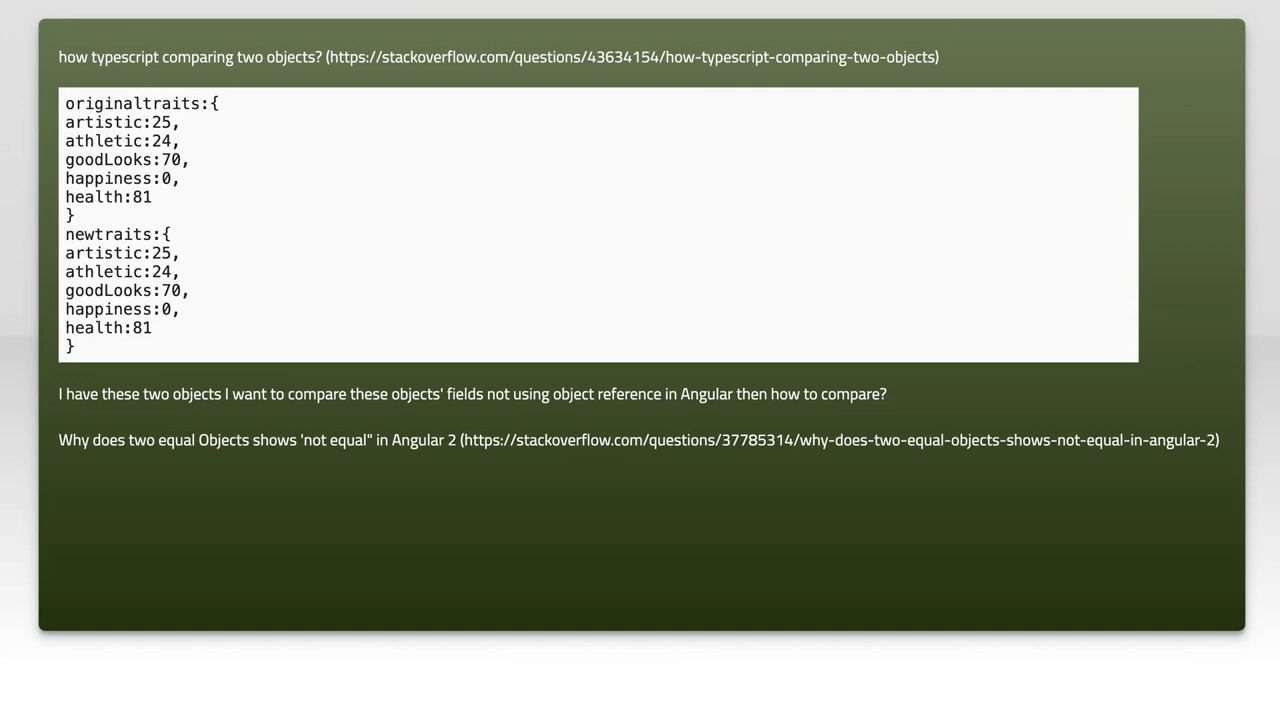 how typescript comparing two objects? (https://stackoverflow.com/questions/43634154/how-typescript-comparing-two-objects)
originaltraits:{
artistic:25,
athletic:24,
goodLooks:70,
happiness:0,
health:81
}
newtraits:{
artistic:25,
athletic:24,
goodLooks:70,
happiness:0,
health:81
}
I have these two objects I want to compare these objects' fields not using object reference in Angular then how to compare?
Why does two equal Objects shows 'not equal" in Angular 2 (https://stackoverflow.com/questions/37785314/why-does-two-equal-objects-shows-not-equal-in-angular-2)